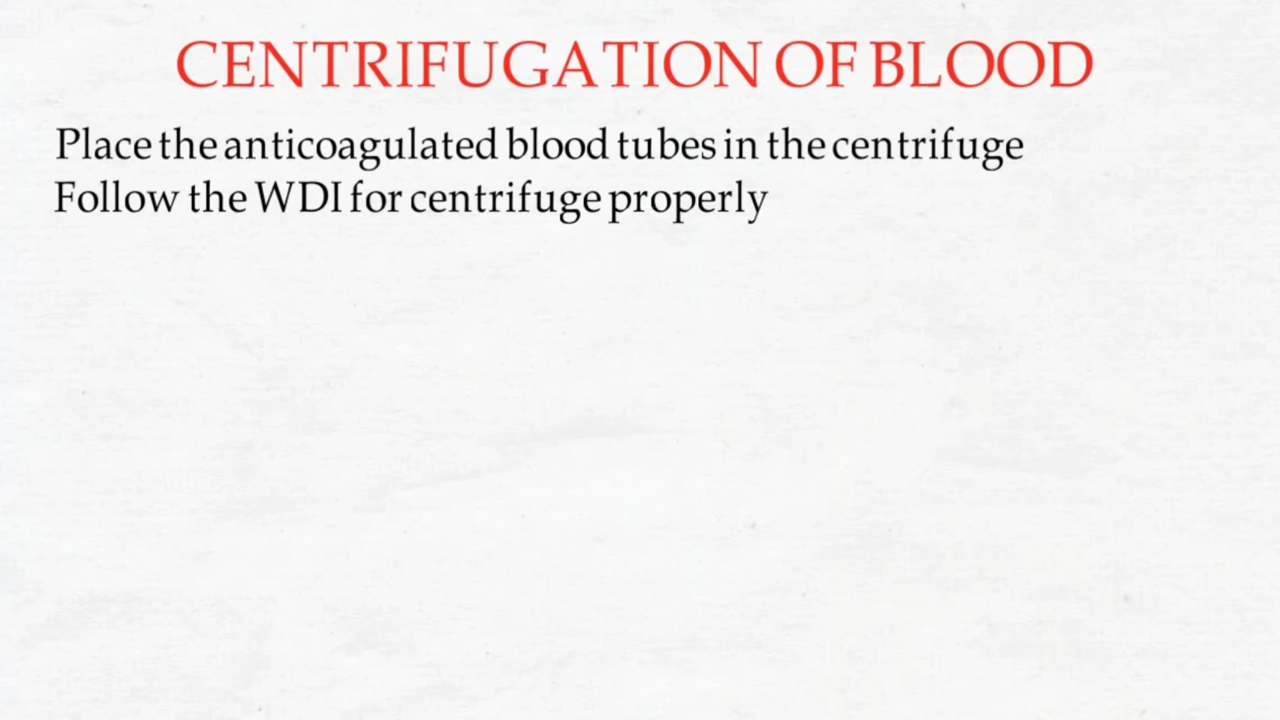 CENTRIFUGATION OF BLOOD
Place the anticoagulated blood tubes in the centrifuge
Follow the WDI for centrifuge properly